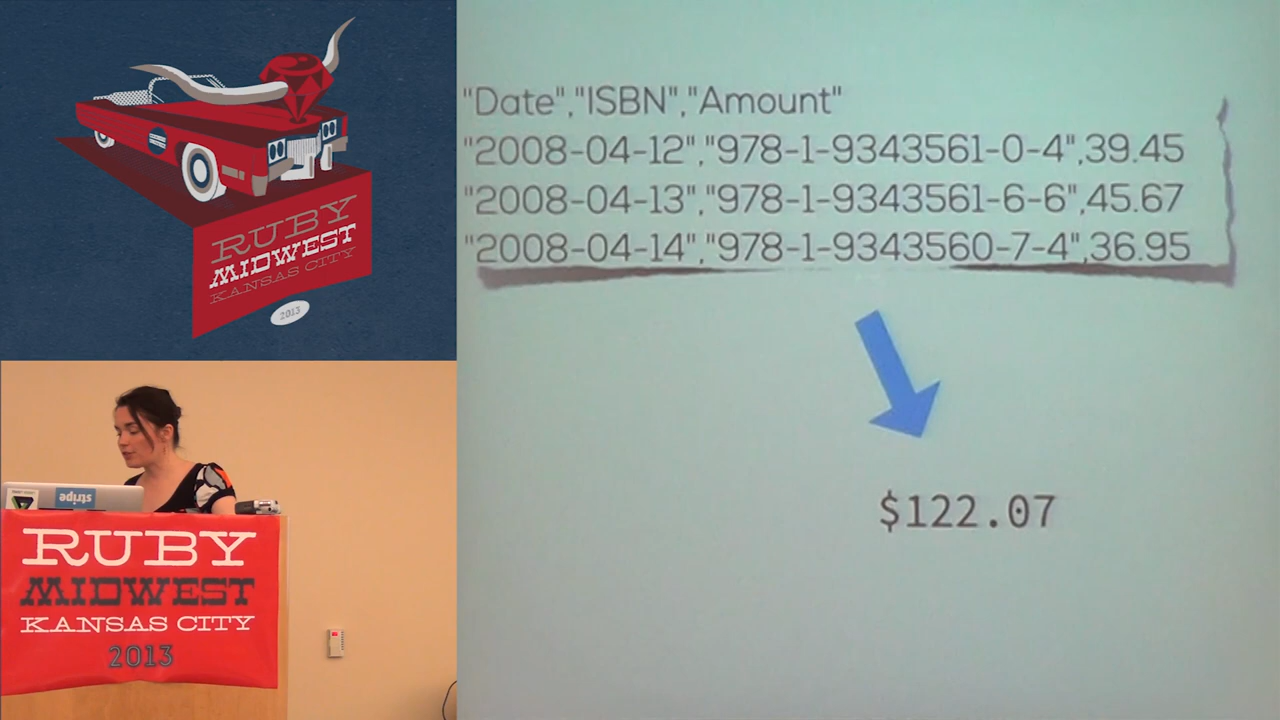 RUBY
MIDWEST
KANSAS CITY
2013
"Date","ISBN","Amount"
"2008-04-12","978-1-9343561-0-4",39.45
"2008-04-13","978-1-9343561-6-6",45.67
"2008-04-14","978-1-9343560-7-4",36.95
$122.07
stripe
RUBY
MIDWEST
KANSAS CITY
2013